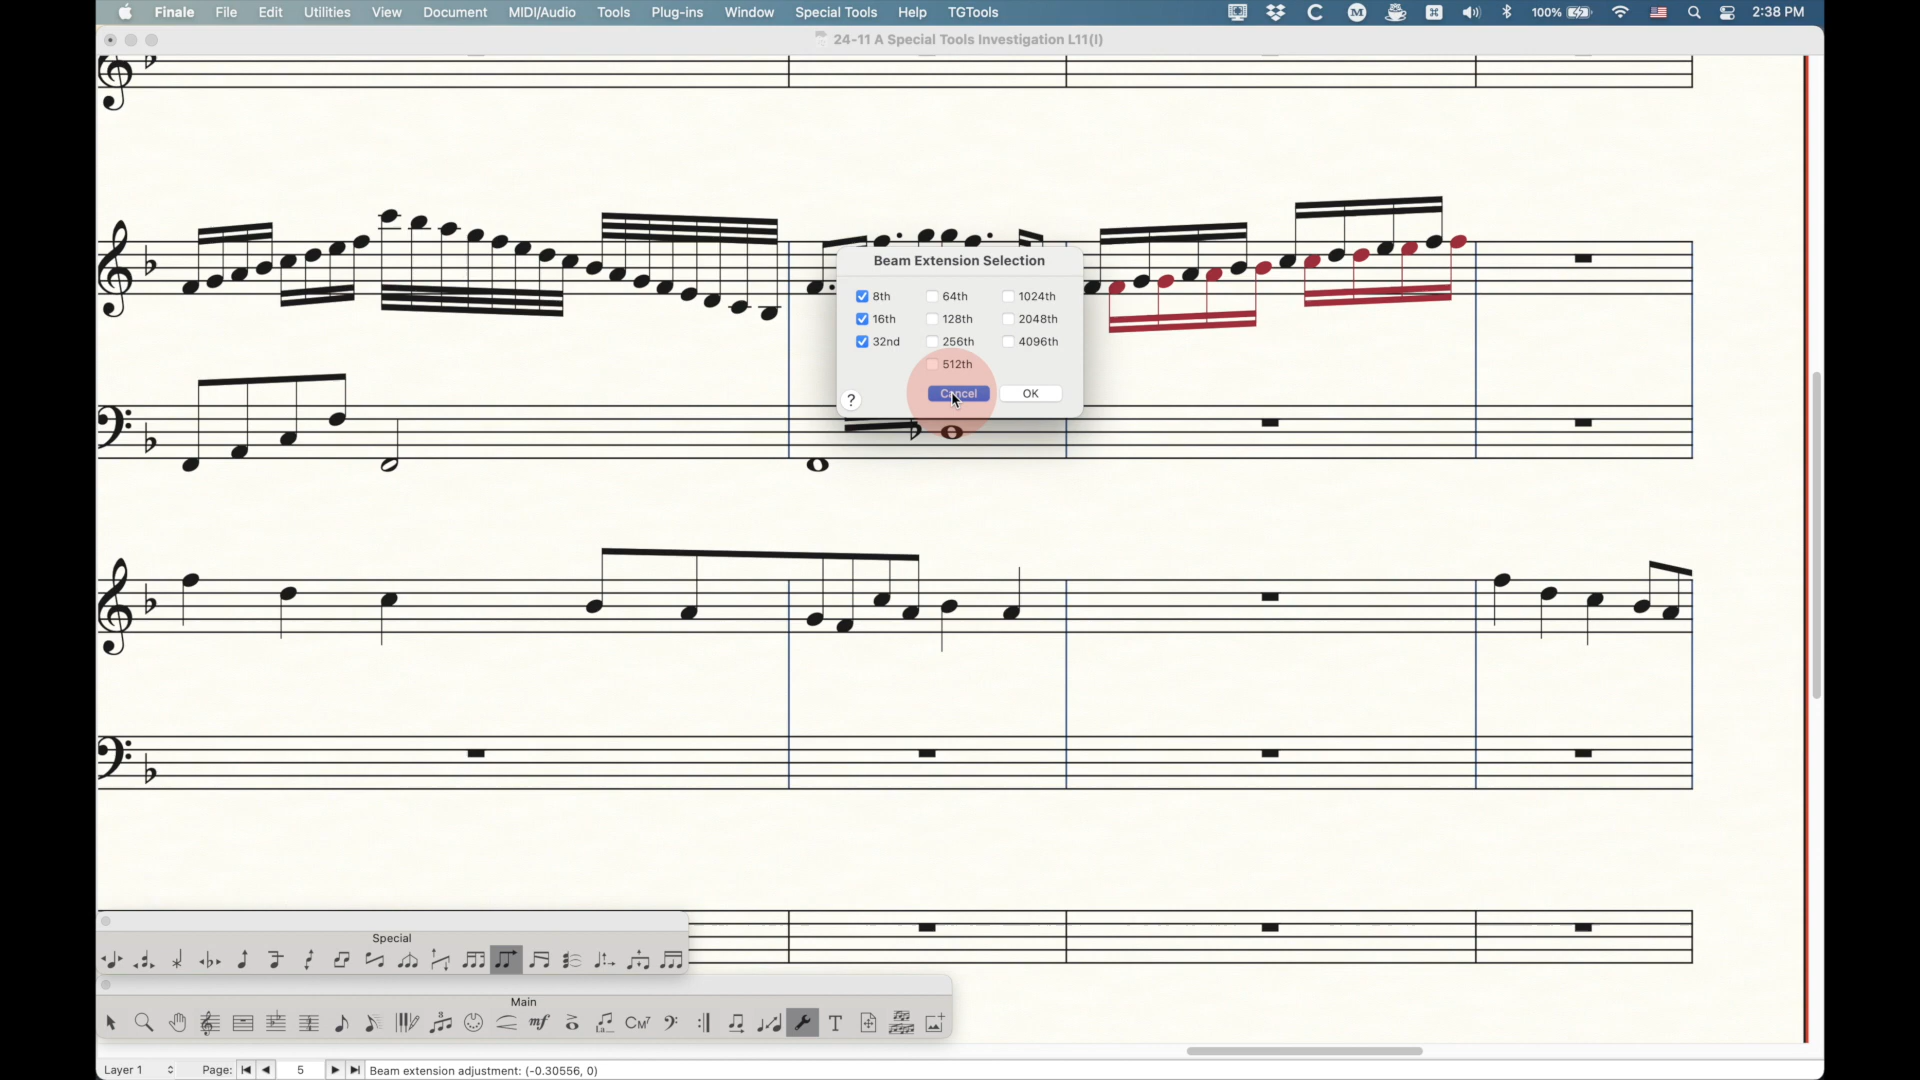 Finale File Edit Utilities View Document MIDI/Audio Tools Plug-ins Window Special Tools Help TGTools 100% 2:38 PM
24-11 A Special Tools Investigation L11(I)
Beam Extension Selection
8th 64th 1024th
16th 128th 2048th
32nd 256th 4096th
512th
? Cancel OK
Special
Main
Layer 1 Page: 5 Beam extension adjustment: (-0.30556, 0)